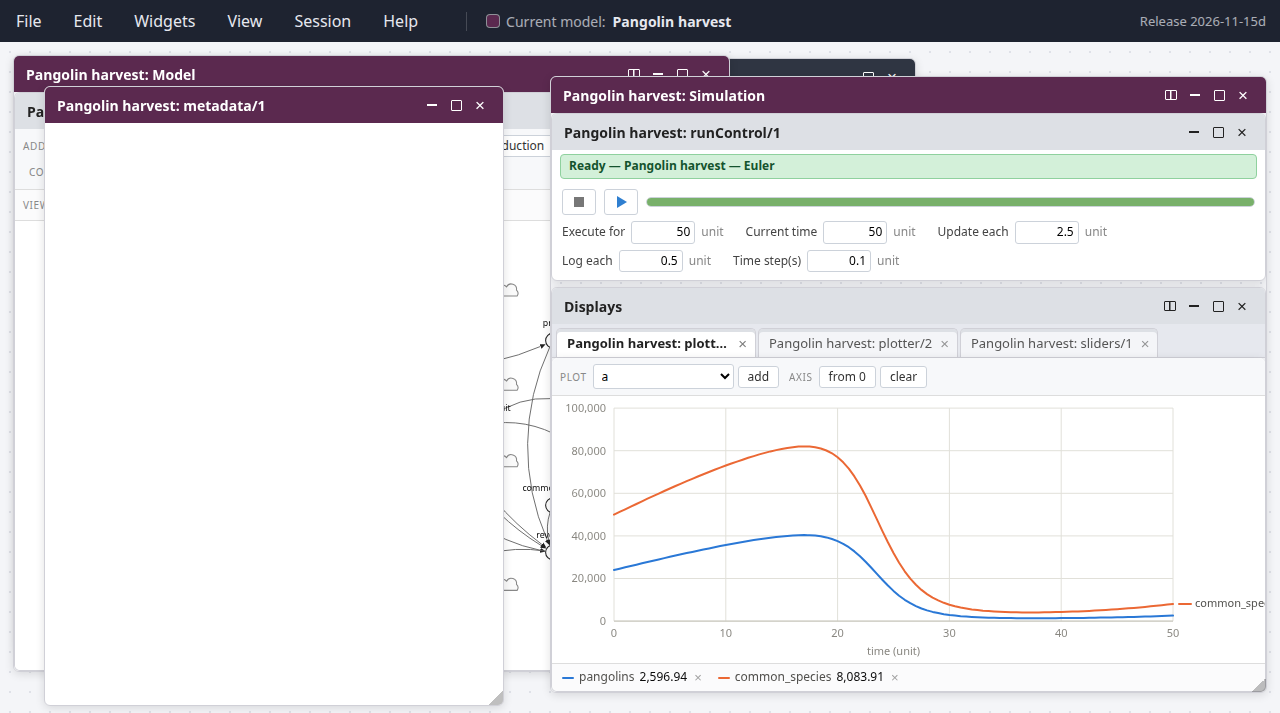 File Edit Widgets View Session Help Current model: Pangolin harvest Release 2026-11-15d
Pangolin harvest: Model
Pangolin harvest: metadata/1
Pangolin harvest: Simulation
Pangolin harvest: runControl/1
Ready — Pangolin harvest — Euler
Execute for 50 unit Current time 50 unit Update each 2.5 unit
Log each 0.5 unit Time step(s) 0.1 unit
Displays
Pangolin harvest: plott... × Pangolin harvest: plotter/2 × Pangolin harvest: sliders/1 ×
PLOT a add AXIS from 0 clear
100,000
80,000
60,000
40,000
20,000
0
0 10 20 30 40 50
time (unit)
common_spe
pangolins 2,596.94 × common_species 8,083.91 ×